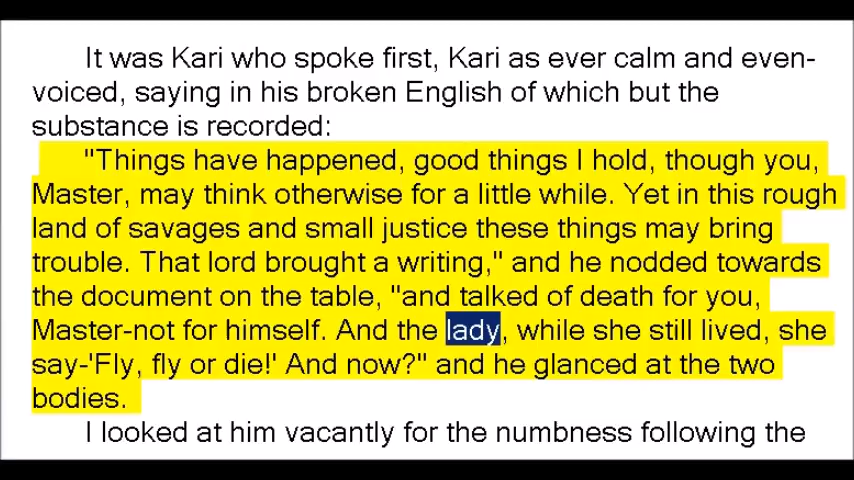 It was Kari who spoke first, Kari as ever calm and even-
voiced, saying in his broken English of which but the
substance is recorded:
"Things have happened, good things I hold, though you,
Master, may think otherwise for a little while. Yet in this rough
land of savages and small justice these things may bring
trouble. That lord brought a writing," and he nodded towards
the document on the table, "and talked of death for you,
Master-not for himself. And the lady, while she still lived, she
say-'Fly, fly or die!' And now?" and he glanced at the two
bodies.
I looked at him vacantly for the numbness following the